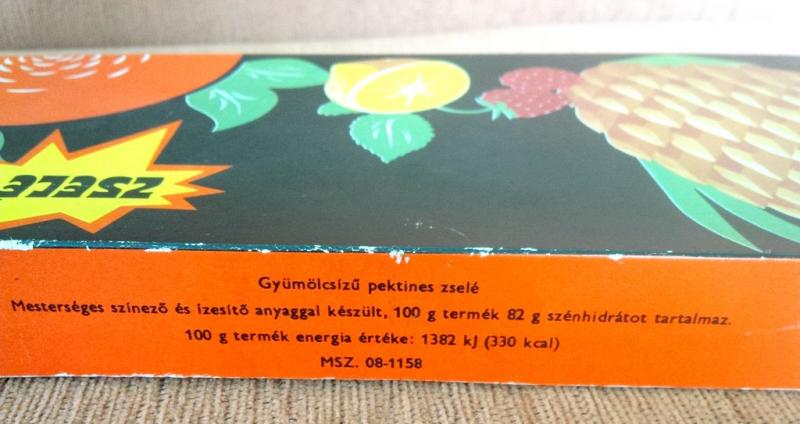 Gyümölcsízű pektines zselé
Mesterséges színező és ízesítő anyaggal készült, 100 g termék 82 g szénhidrátot tartalmaz.
100 g termék energia értéke: 1382 kJ (330 kcal)
MSZ. 08-1158